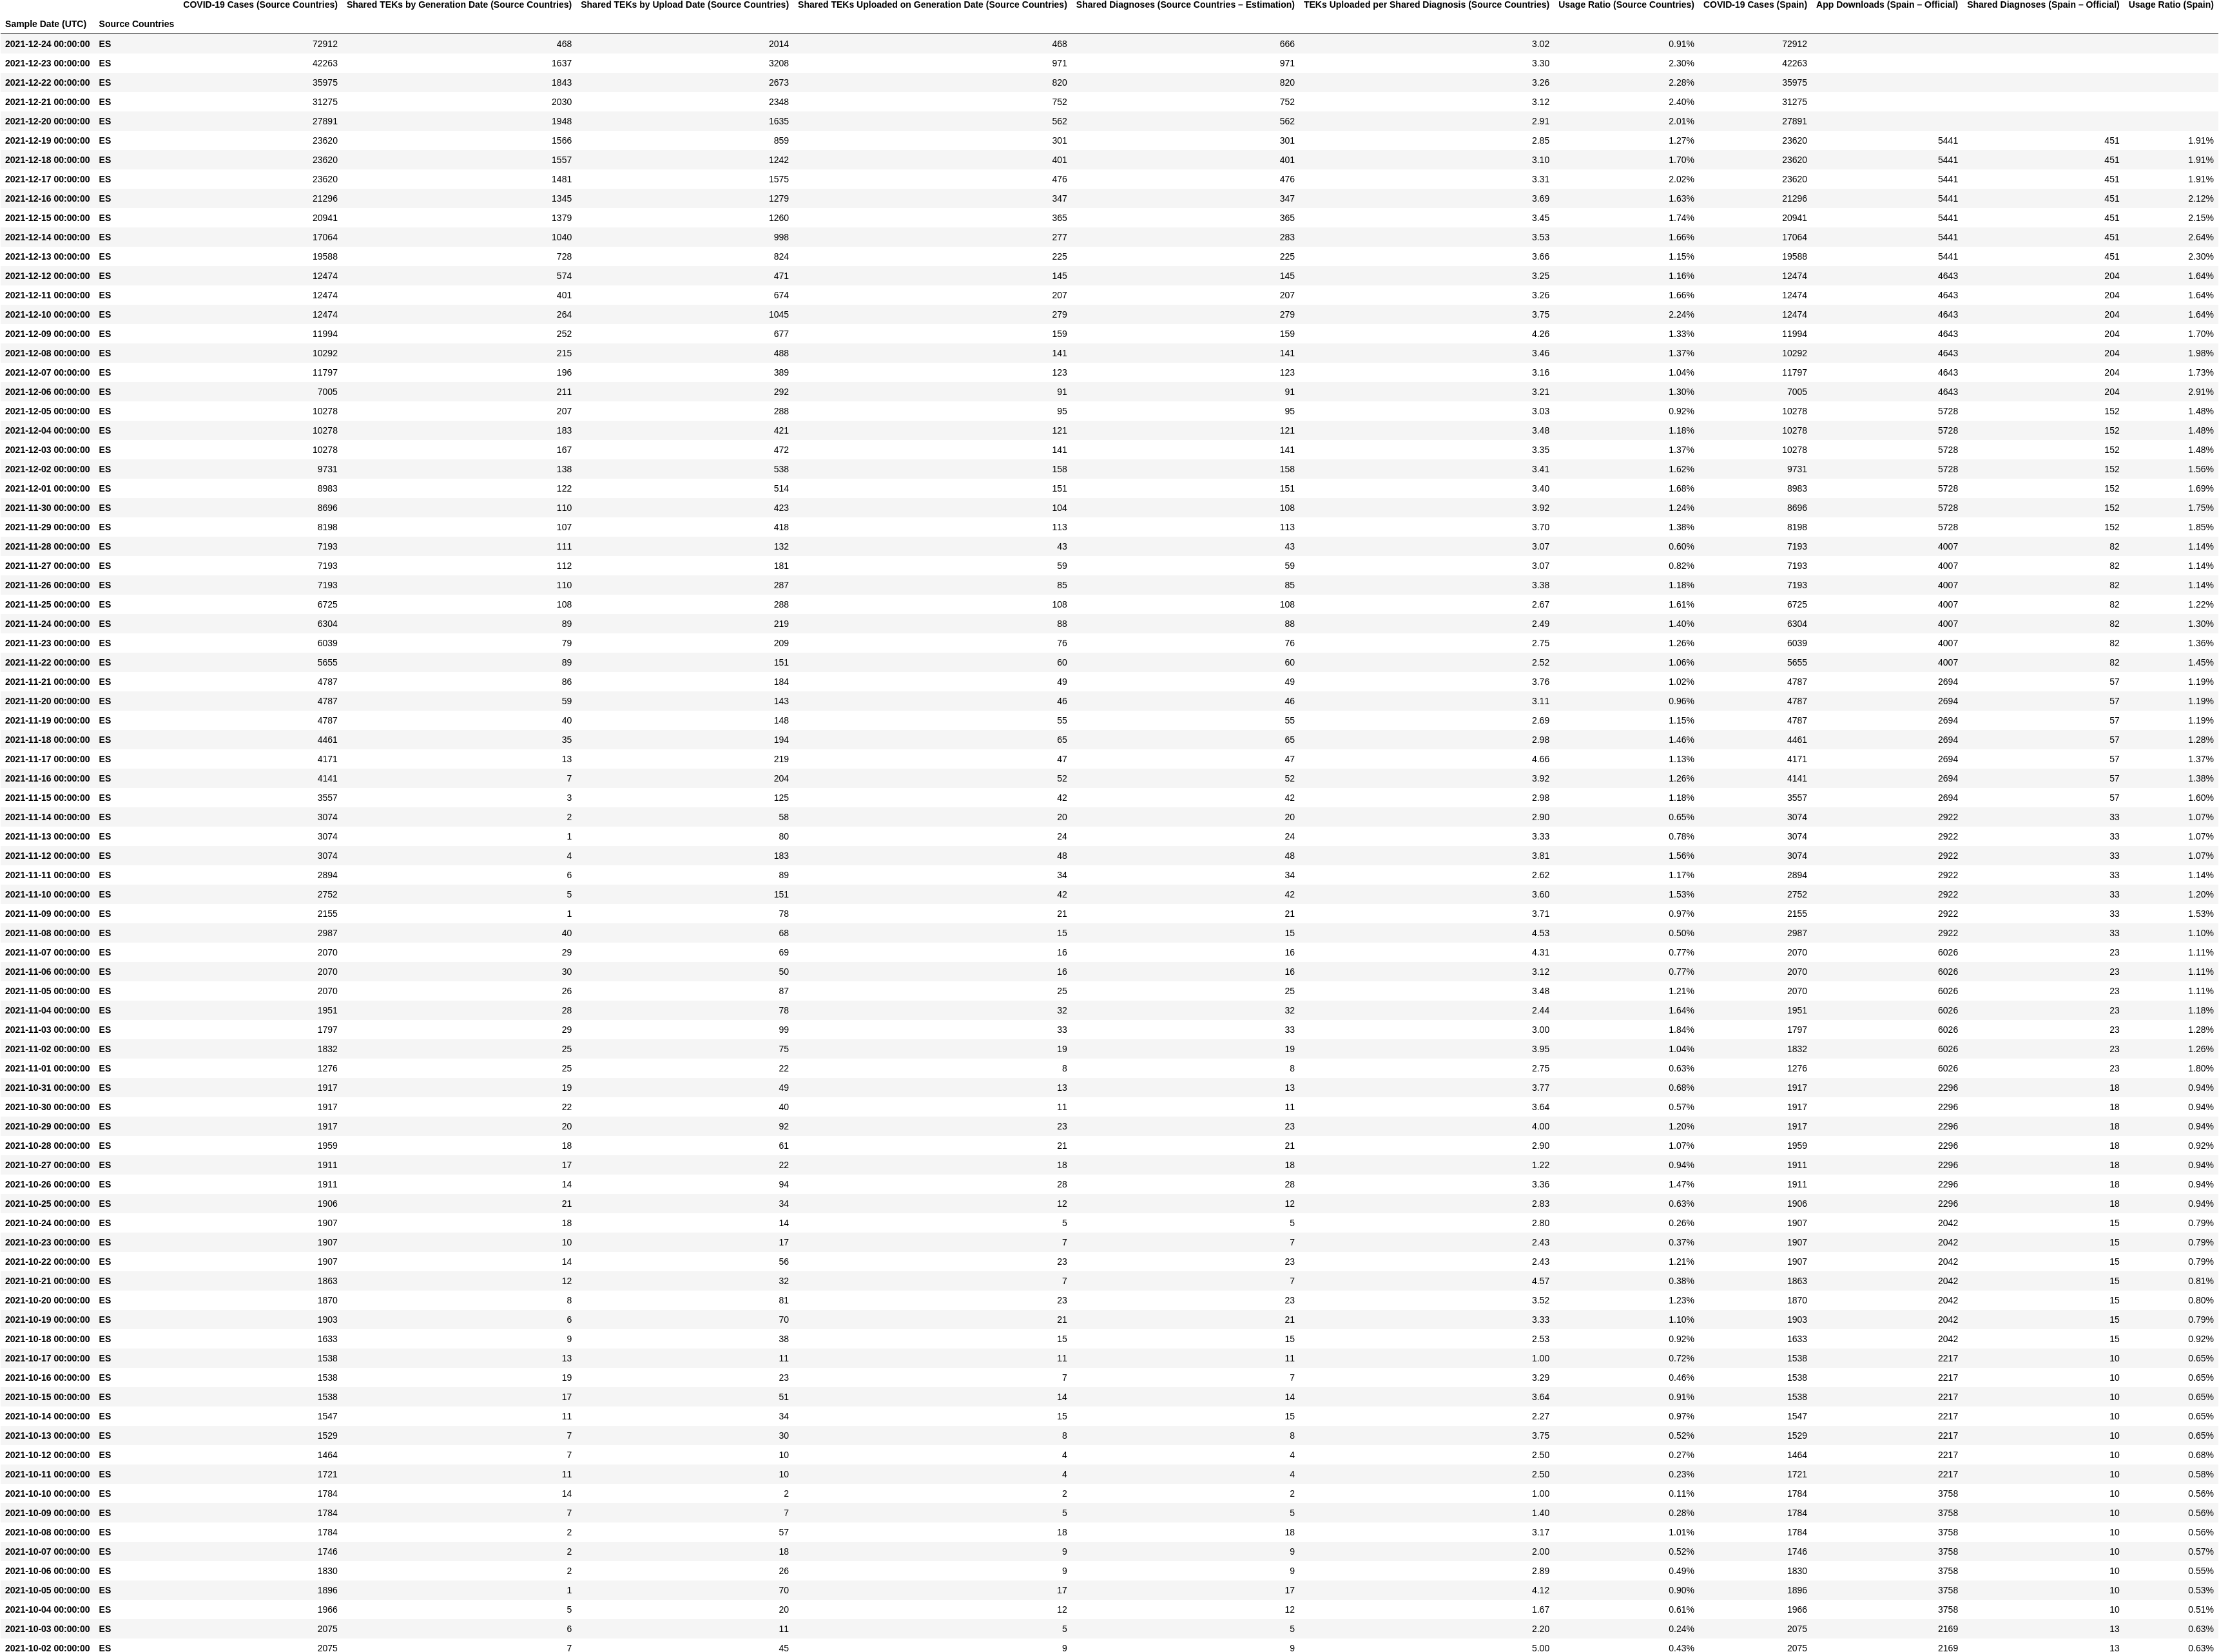 COVID-19 Cases (Source Countries) Shared TEKs by Generation Date (Source Countries) Shared TEKs by Upload Date (Source Countries) Shared TEKs Uploaded on Generation Date (Source Countries) Shared Diagnoses (Source Countries – Estimation) TEKs Uploaded per Shared Diagnosis (Source Countries) Usage Ratio (Source Countries) COVID-19 Cases (Spain) App Downloads (Spain – Official) Shared Diagnoses (Spain – Official) Usage Ratio (Spain)
Sample Date (UTC) Source Countries
2021-12-24 00:00:00 ES 72912 468 2014 468 666 3.02 0.91% 72912
2021-12-23 00:00:00 ES 42263 1637 3208 971 971 3.30 2.30% 42263
2021-12-22 00:00:00 ES 35975 1843 2673 820 820 3.26 2.28% 35975
2021-12-21 00:00:00 ES 31275 2030 2348 752 752 3.12 2.40% 31275
2021-12-20 00:00:00 ES 27891 1948 1635 562 562 2.91 2.01% 27891
2021-12-19 00:00:00 ES 23620 1566 859 301 301 2.85 1.27% 23620 5441 451 1.91%
2021-12-18 00:00:00 ES 23620 1557 1242 401 401 3.10 1.70% 23620 5441 451 1.91%
2021-12-17 00:00:00 ES 23620 1481 1575 476 476 3.31 2.02% 23620 5441 451 1.91%
2021-12-16 00:00:00 ES 21296 1345 1279 347 347 3.69 1.63% 21296 5441 451 2.12%
2021-12-15 00:00:00 ES 20941 1379 1260 365 365 3.45 1.74% 20941 5441 451 2.15%
2021-12-14 00:00:00 ES 17064 1040 998 277 283 3.53 1.66% 17064 5441 451 2.64%
2021-12-13 00:00:00 ES 19588 728 824 225 225 3.66 1.15% 19588 5441 451 2.30%
2021-12-12 00:00:00 ES 12474 574 471 145 145 3.25 1.16% 12474 4643 204 1.64%
2021-12-11 00:00:00 ES 12474 401 674 207 207 3.26 1.66% 12474 4643 204 1.64%
2021-12-10 00:00:00 ES 12474 264 1045 279 279 3.75 2.24% 12474 4643 204 1.64%
2021-12-09 00:00:00 ES 11994 252 677 159 159 4.26 1.33% 11994 4643 204 1.70%
2021-12-08 00:00:00 ES 10292 215 488 141 141 3.46 1.37% 10292 4643 204 1.98%
2021-12-07 00:00:00 ES 11797 196 389 123 123 3.16 1.04% 11797 4643 204 1.73%
2021-12-06 00:00:00 ES 7005 211 292 91 91 3.21 1.30% 7005 4643 204 2.91%
2021-12-05 00:00:00 ES 10278 207 288 95 95 3.03 0.92% 10278 5728 152 1.48%
2021-12-04 00:00:00 ES 10278 183 421 121 121 3.48 1.18% 10278 5728 152 1.48%
2021-12-03 00:00:00 ES 10278 167 472 141 141 3.35 1.37% 10278 5728 152 1.48%
2021-12-02 00:00:00 ES 9731 138 538 158 158 3.41 1.62% 9731 5728 152 1.56%
2021-12-01 00:00:00 ES 8983 122 514 151 151 3.40 1.68% 8983 5728 152 1.69%
2021-11-30 00:00:00 ES 8696 110 423 104 108 3.92 1.24% 8696 5728 152 1.75%
2021-11-29 00:00:00 ES 8198 107 418 113 113 3.70 1.38% 8198 5728 152 1.85%
2021-11-28 00:00:00 ES 7193 111 132 43 43 3.07 0.60% 7193 4007 82 1.14%
2021-11-27 00:00:00 ES 7193 112 181 59 59 3.07 0.82% 7193 4007 82 1.14%
2021-11-26 00:00:00 ES 7193 110 287 85 85 3.38 1.18% 7193 4007 82 1.14%
2021-11-25 00:00:00 ES 6725 108 288 108 108 2.67 1.61% 6725 4007 82 1.22%
2021-11-24 00:00:00 ES 6304 89 219 88 88 2.49 1.40% 6304 4007 82 1.30%
2021-11-23 00:00:00 ES 6039 79 209 76 76 2.75 1.26% 6039 4007 82 1.36%
2021-11-22 00:00:00 ES 5655 89 151 60 60 2.52 1.06% 5655 4007 82 1.45%
2021-11-21 00:00:00 ES 4787 86 184 49 49 3.76 1.02% 4787 2694 57 1.19%
2021-11-20 00:00:00 ES 4787 59 143 46 46 3.11 0.96% 4787 2694 57 1.19%
2021-11-19 00:00:00 ES 4787 40 148 55 55 2.69 1.15% 4787 2694 57 1.19%
2021-11-18 00:00:00 ES 4461 35 194 65 65 2.98 1.46% 4461 2694 57 1.28%
2021-11-17 00:00:00 ES 4171 13 219 47 47 4.66 1.13% 4171 2694 57 1.37%
2021-11-16 00:00:00 ES 4141 7 204 52 52 3.92 1.26% 4141 2694 57 1.38%
2021-11-15 00:00:00 ES 3557 3 125 42 42 2.98 1.18% 3557 2694 57 1.60%
2021-11-14 00:00:00 ES 3074 2 58 20 20 2.90 0.65% 3074 2922 33 1.07%
2021-11-13 00:00:00 ES 3074 1 80 24 24 3.33 0.78% 3074 2922 33 1.07%
2021-11-12 00:00:00 ES 3074 4 183 48 48 3.81 1.56% 3074 2922 33 1.07%
2021-11-11 00:00:00 ES 2894 6 89 34 34 2.62 1.17% 2894 2922 33 1.14%
2021-11-10 00:00:00 ES 2752 5 151 42 42 3.60 1.53% 2752 2922 33 1.20%
2021-11-09 00:00:00 ES 2155 1 78 21 21 3.71 0.97% 2155 2922 33 1.53%
2021-11-08 00:00:00 ES 2987 40 68 15 15 4.53 0.50% 2987 2922 33 1.10%
2021-11-07 00:00:00 ES 2070 29 69 16 16 4.31 0.77% 2070 6026 23 1.11%
2021-11-06 00:00:00 ES 2070 30 50 16 16 3.12 0.77% 2070 6026 23 1.11%
2021-11-05 00:00:00 ES 2070 26 87 25 25 3.48 1.21% 2070 6026 23 1.11%
2021-11-04 00:00:00 ES 1951 28 78 32 32 2.44 1.64% 1951 6026 23 1.18%
2021-11-03 00:00:00 ES 1797 29 99 33 33 3.00 1.84% 1797 6026 23 1.28%
2021-11-02 00:00:00 ES 1832 25 75 19 19 3.95 1.04% 1832 6026 23 1.26%
2021-11-01 00:00:00 ES 1276 25 22 8 8 2.75 0.63% 1276 6026 23 1.80%
2021-10-31 00:00:00 ES 1917 19 49 13 13 3.77 0.68% 1917 2296 18 0.94%
2021-10-30 00:00:00 ES 1917 22 40 11 11 3.64 0.57% 1917 2296 18 0.94%
2021-10-29 00:00:00 ES 1917 20 92 23 23 4.00 1.20% 1917 2296 18 0.94%
2021-10-28 00:00:00 ES 1959 18 61 21 21 2.90 1.07% 1959 2296 18 0.92%
2021-10-27 00:00:00 ES 1911 17 22 18 18 1.22 0.94% 1911 2296 18 0.94%
2021-10-26 00:00:00 ES 1911 14 94 28 28 3.36 1.47% 1911 2296 18 0.94%
2021-10-25 00:00:00 ES 1906 21 34 12 12 2.83 0.63% 1906 2296 18 0.94%
2021-10-24 00:00:00 ES 1907 18 14 5 5 2.80 0.26% 1907 2042 15 0.79%
2021-10-23 00:00:00 ES 1907 10 17 7 7 2.43 0.37% 1907 2042 15 0.79%
2021-10-22 00:00:00 ES 1907 14 56 23 23 2.43 1.21% 1907 2042 15 0.79%
2021-10-21 00:00:00 ES 1863 12 32 7 7 4.57 0.38% 1863 2042 15 0.81%
2021-10-20 00:00:00 ES 1870 8 81 23 23 3.52 1.23% 1870 2042 15 0.80%
2021-10-19 00:00:00 ES 1903 6 70 21 21 3.33 1.10% 1903 2042 15 0.79%
2021-10-18 00:00:00 ES 1633 9 38 15 15 2.53 0.92% 1633 2042 15 0.92%
2021-10-17 00:00:00 ES 1538 13 11 11 11 1.00 0.72% 1538 2217 10 0.65%
2021-10-16 00:00:00 ES 1538 19 23 7 7 3.29 0.46% 1538 2217 10 0.65%
2021-10-15 00:00:00 ES 1538 17 51 14 14 3.64 0.91% 1538 2217 10 0.65%
2021-10-14 00:00:00 ES 1547 11 34 15 15 2.27 0.97% 1547 2217 10 0.65%
2021-10-13 00:00:00 ES 1529 7 30 8 8 3.75 0.52% 1529 2217 10 0.65%
2021-10-12 00:00:00 ES 1464 7 10 4 4 2.50 0.27% 1464 2217 10 0.68%
2021-10-11 00:00:00 ES 1721 11 10 4 4 2.50 0.23% 1721 2217 10 0.58%
2021-10-10 00:00:00 ES 1784 14 2 2 2 1.00 0.11% 1784 3758 10 0.56%
2021-10-09 00:00:00 ES 1784 7 7 5 5 1.40 0.28% 1784 3758 10 0.56%
2021-10-08 00:00:00 ES 1784 2 57 18 18 3.17 1.01% 1784 3758 10 0.56%
2021-10-07 00:00:00 ES 1746 2 18 9 9 2.00 0.52% 1746 3758 10 0.57%
2021-10-06 00:00:00 ES 1830 2 26 9 9 2.89 0.49% 1830 3758 10 0.55%
2021-10-05 00:00:00 ES 1896 1 70 17 17 4.12 0.90% 1896 3758 10 0.53%
2021-10-04 00:00:00 ES 1966 5 20 12 12 1.67 0.61% 1966 3758 10 0.51%
2021-10-03 00:00:00 ES 2075 6 11 5 5 2.20 0.24% 2075 2169 13 0.63%
2021-10-02 00:00:00 ES 2075 7 45 9 9 5.00 0.43% 2075 2169 13 0.63%